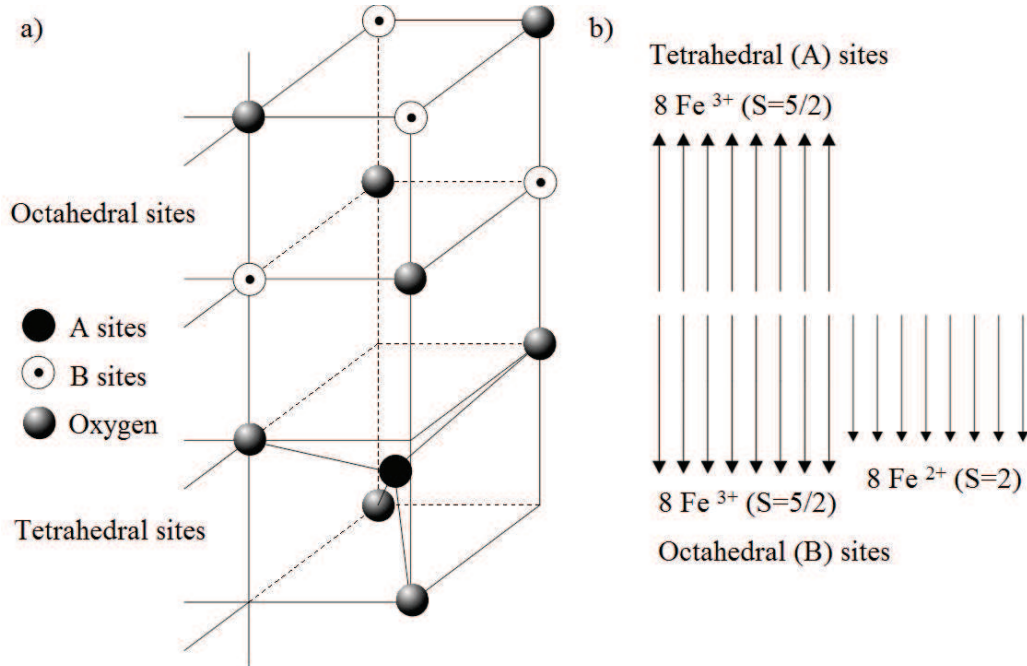 a)
Octahedral sites
A sites
B sites
Oxygen
Tetrahedral sites
b)
Tetrahedral (A) sites
8 Fe ³⁺ (S=5/2)
8 Fe ²⁺ (S=2)
8 Fe ³⁺ (S=5/2)
Octahedral (B) sites